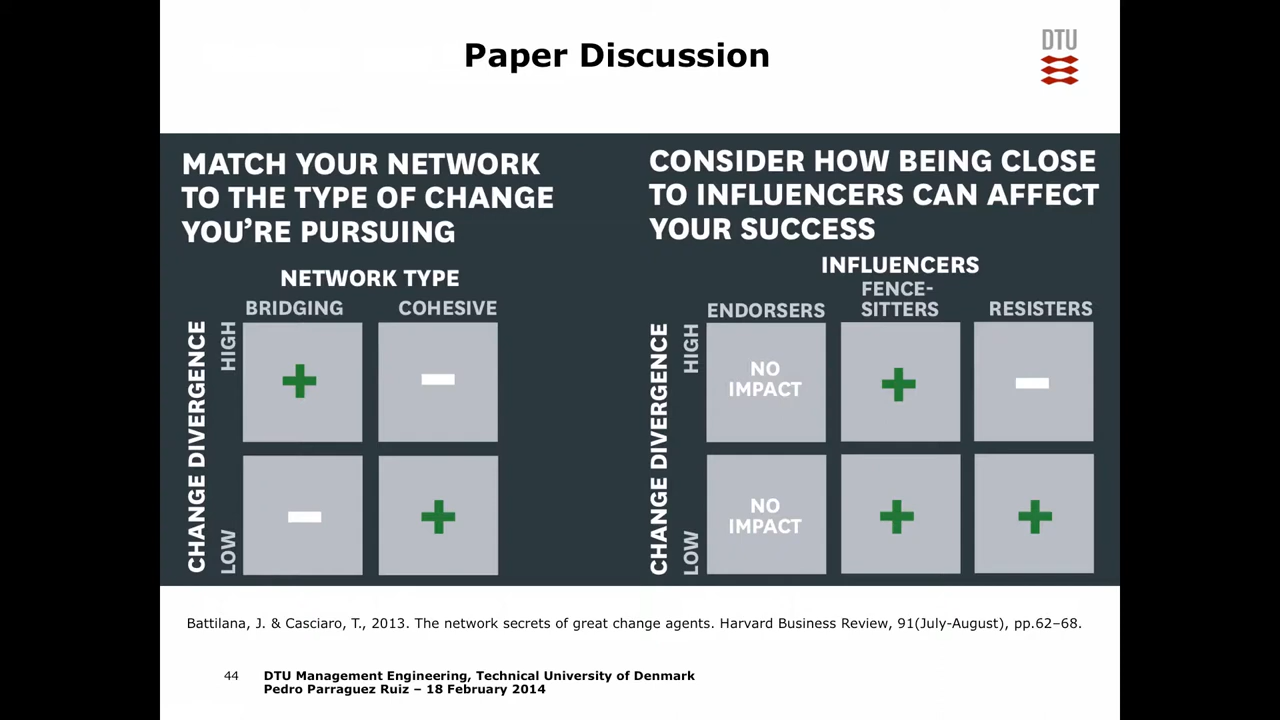 Paper Discussion
DTU
MATCH YOUR NETWORK
TO THE TYPE OF CHANGE
YOU’RE PURSUING
NETWORK TYPE
BRIDGING COHESIVE
CHANGE DIVERGENCE
HIGH
+ −
LOW
− +
CONSIDER HOW BEING CLOSE
TO INFLUENCERS CAN AFFECT
YOUR SUCCESS
INFLUENCERS
ENDORSERS
FENCE-
SITTERS
RESISTERS
CHANGE DIVERGENCE
HIGH
NO
IMPACT
+ −
LOW
NO
IMPACT
+ +
Battilana, J. & Casciaro, T., 2013. The network secrets of great change agents. Harvard Business Review, 91(July-August), pp.62–68.
44
DTU Management Engineering, Technical University of Denmark
Pedro Parraguez Ruiz – 18 February 2014